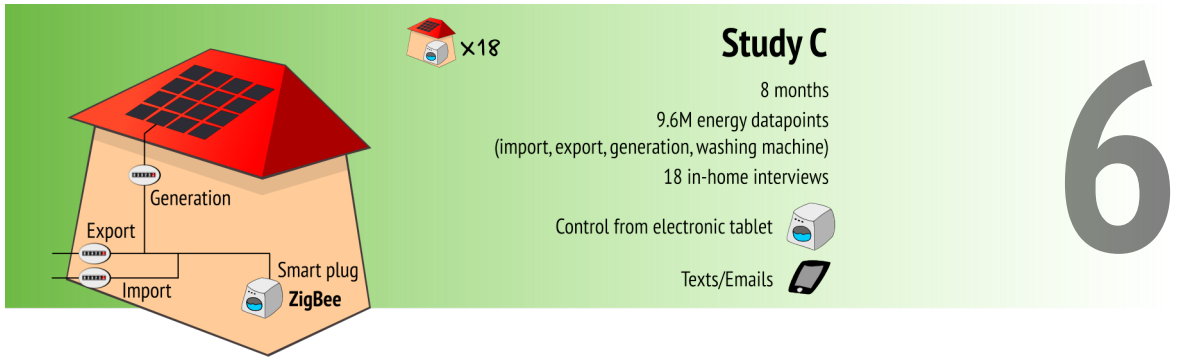 x18
Study C
8 months
9.6M energy datapoints
(import, export, generation, washing machine)
18 in-home interviews
Control from electronic tablet
Texts/Emails
6
Generation
Export
Import
Smart plug
ZigBee